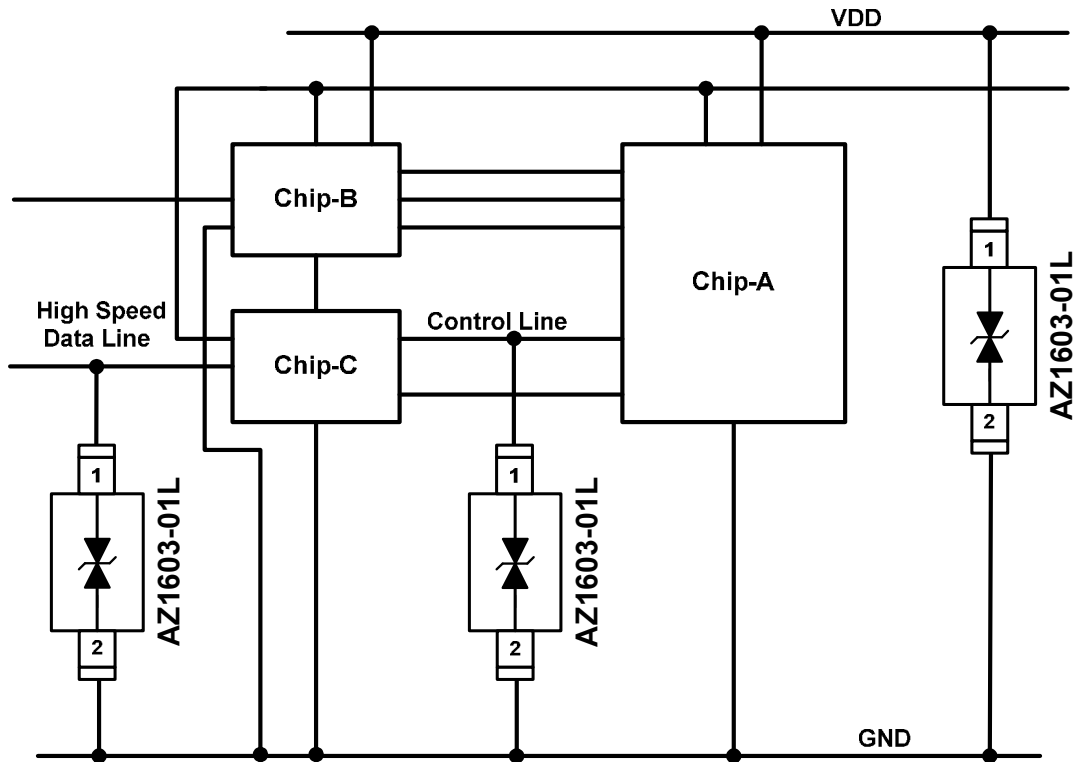 VDD
Chip-B
Chip-A
1
AZ1603-01L
2
High Speed
Data Line
Control Line
Chip-C
1
AZ1603-01L
2
1
AZ1603-01L
2
GND